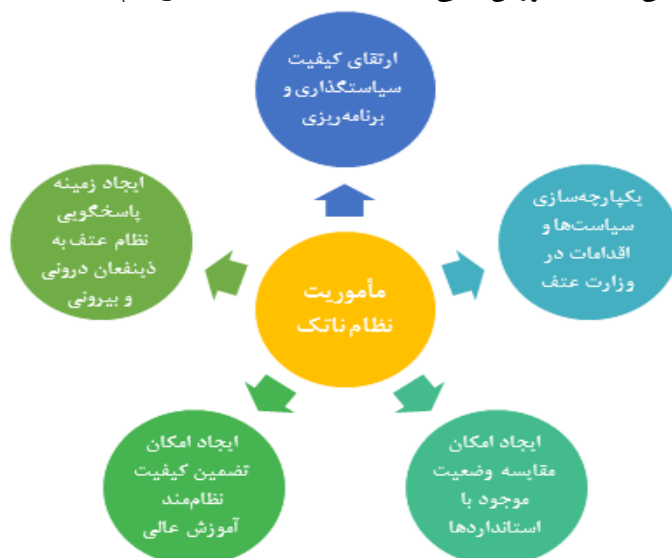 ارتقای کیفیت
سیاستگذاری و
برنامه‌ریزی
یکپارچه‌سازی
سیاست‌ها و
اقدامات در
وزارت عتف
ایجاد امکان
مقایسه وضعیت
موجود با
استانداردها
ایجاد امکان
تضمین کیفیت
نظام‌مند
آموزش عالی
ایجاد زمینه
پاسخگویی
نظام عتف به
ذینفعان درونی
و بیرونی
مأموریت
نظام ناتک